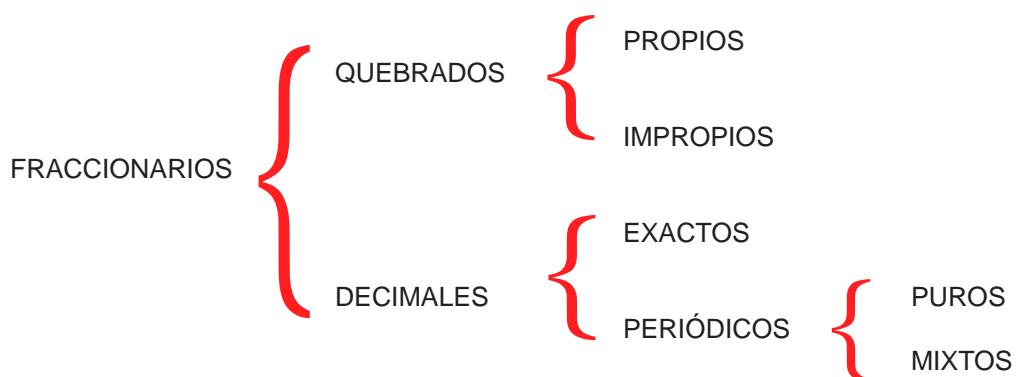 FRACCIONARIOS
QUEBRADOS
PROPIOS
IMPROPIOS
DECIMALES
EXACTOS
PERIÓDICOS
PUROS
MIXTOS